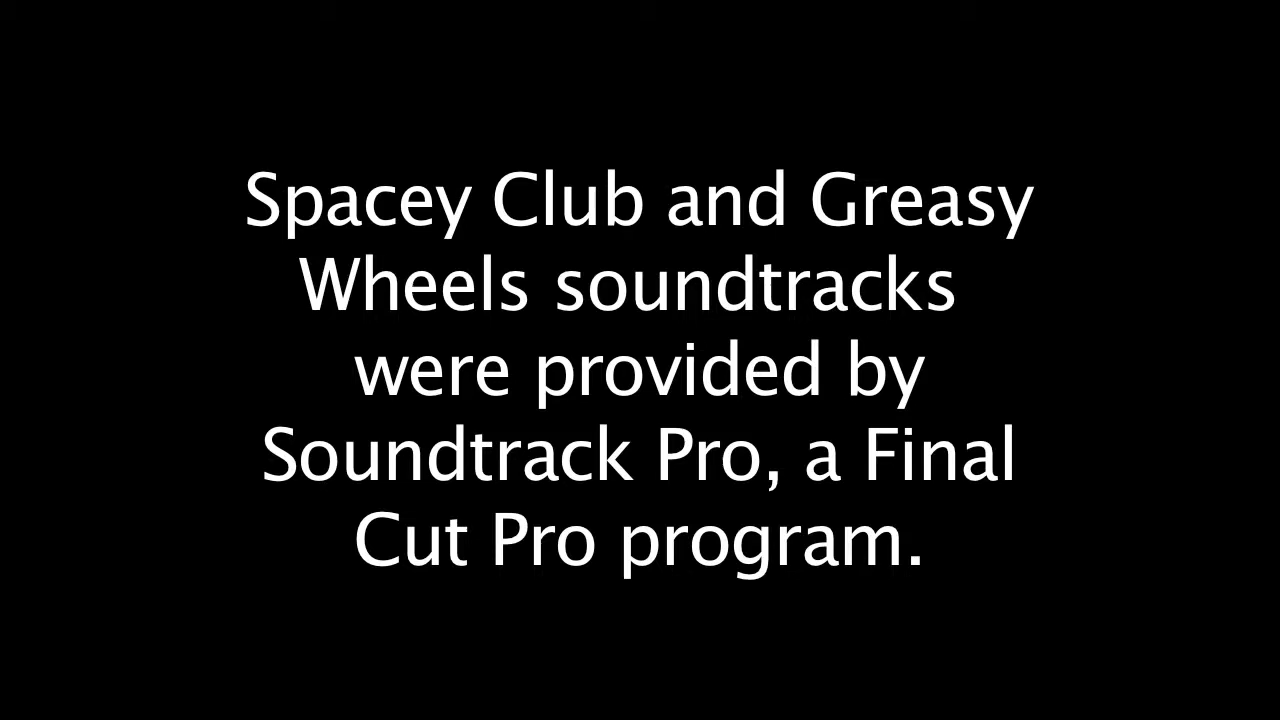 Spacey Club and Greasy
Wheels soundtracks
were provided by
Soundtrack Pro, a Final
Cut Pro program.